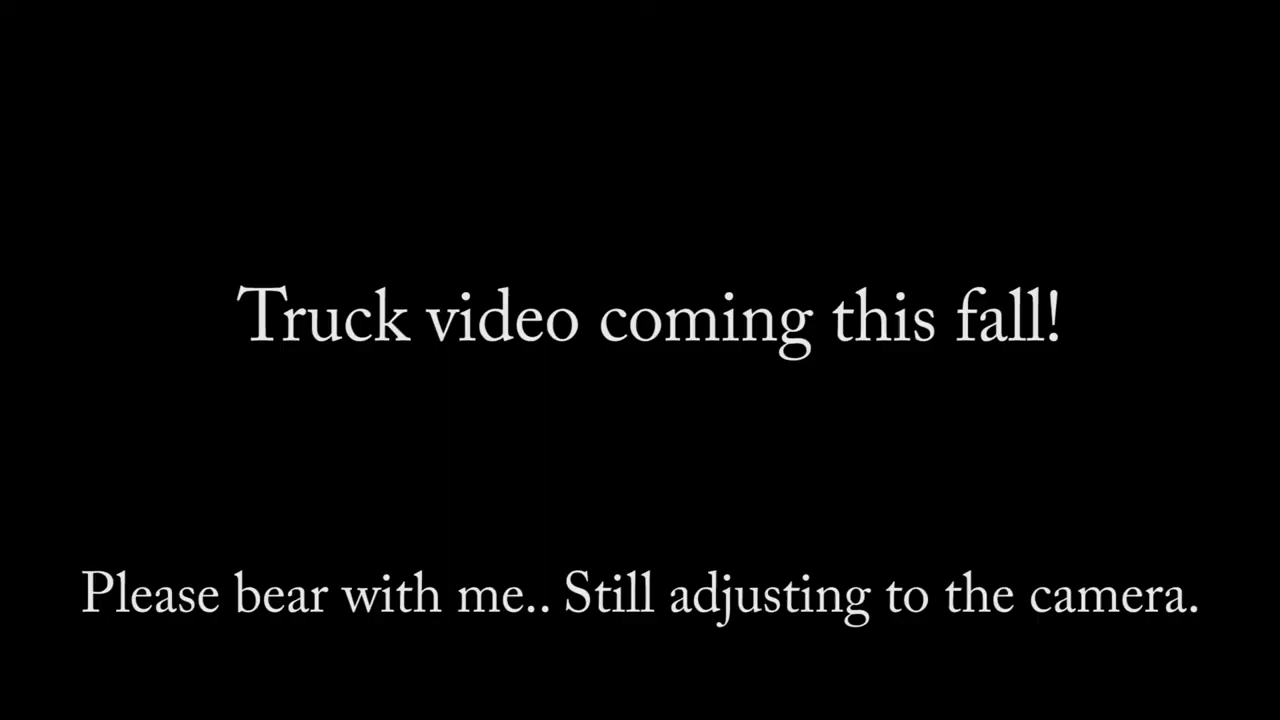 Truck video coming this fall!
Please bear with me.. Still adjusting to the camera.